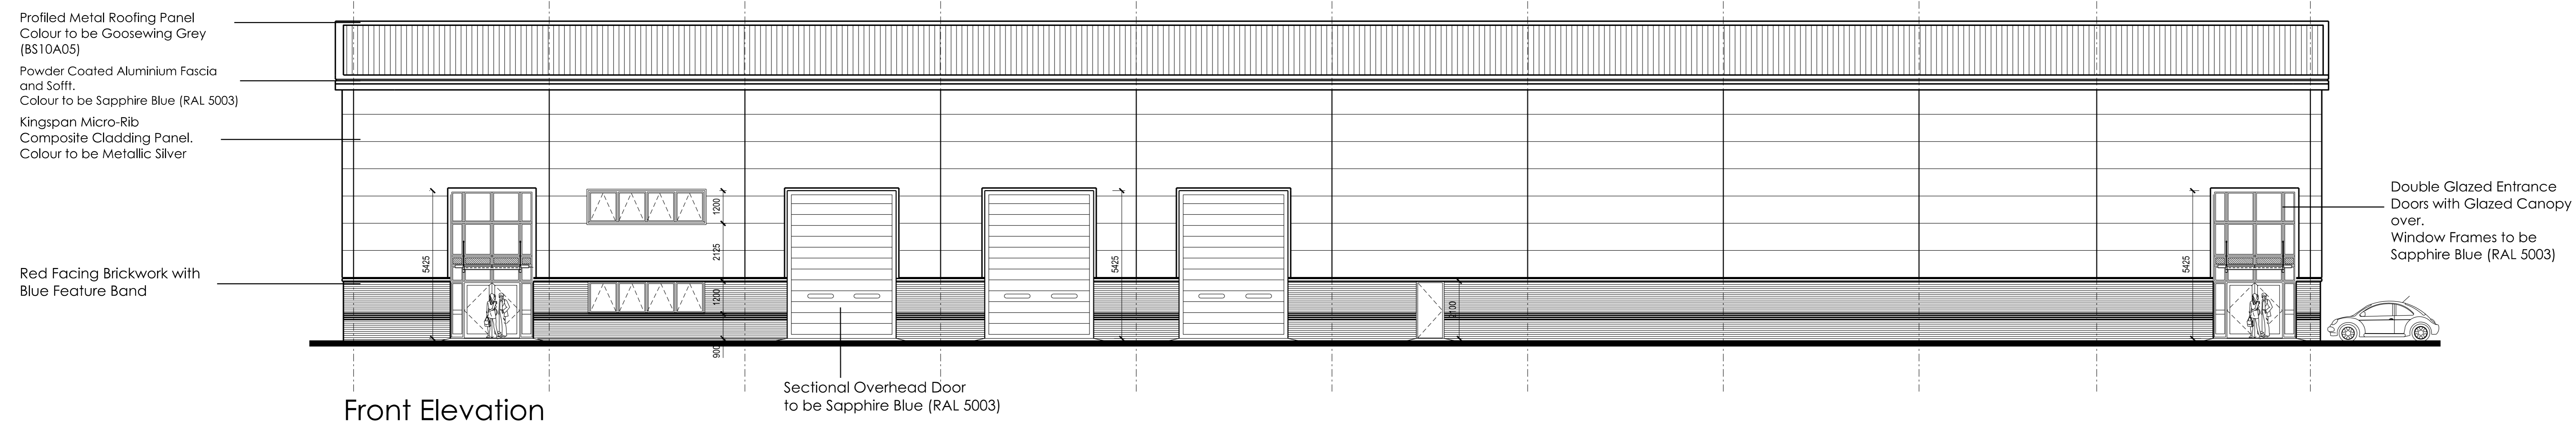 Profiled Metal Roofing Panel
Colour to be Goosewing Grey
(BS10A05)
Powder Coated Aluminium Fascia
and Sofft.
Colour to be Sapphire Blue (RAL 5003)
Kingspan Micro-Rib
Composite Cladding Panel.
Colour to be Metallic Silver
Red Facing Brickwork with
Blue Feature Band
5425
1200
2125
1200
900
5425
2100
5425
Double Glazed Entrance
Doors with Glazed Canopy
over.
Window Frames to be
Sapphire Blue (RAL 5003)
Sectional Overhead Door
to be Sapphire Blue (RAL 5003)
Front Elevation